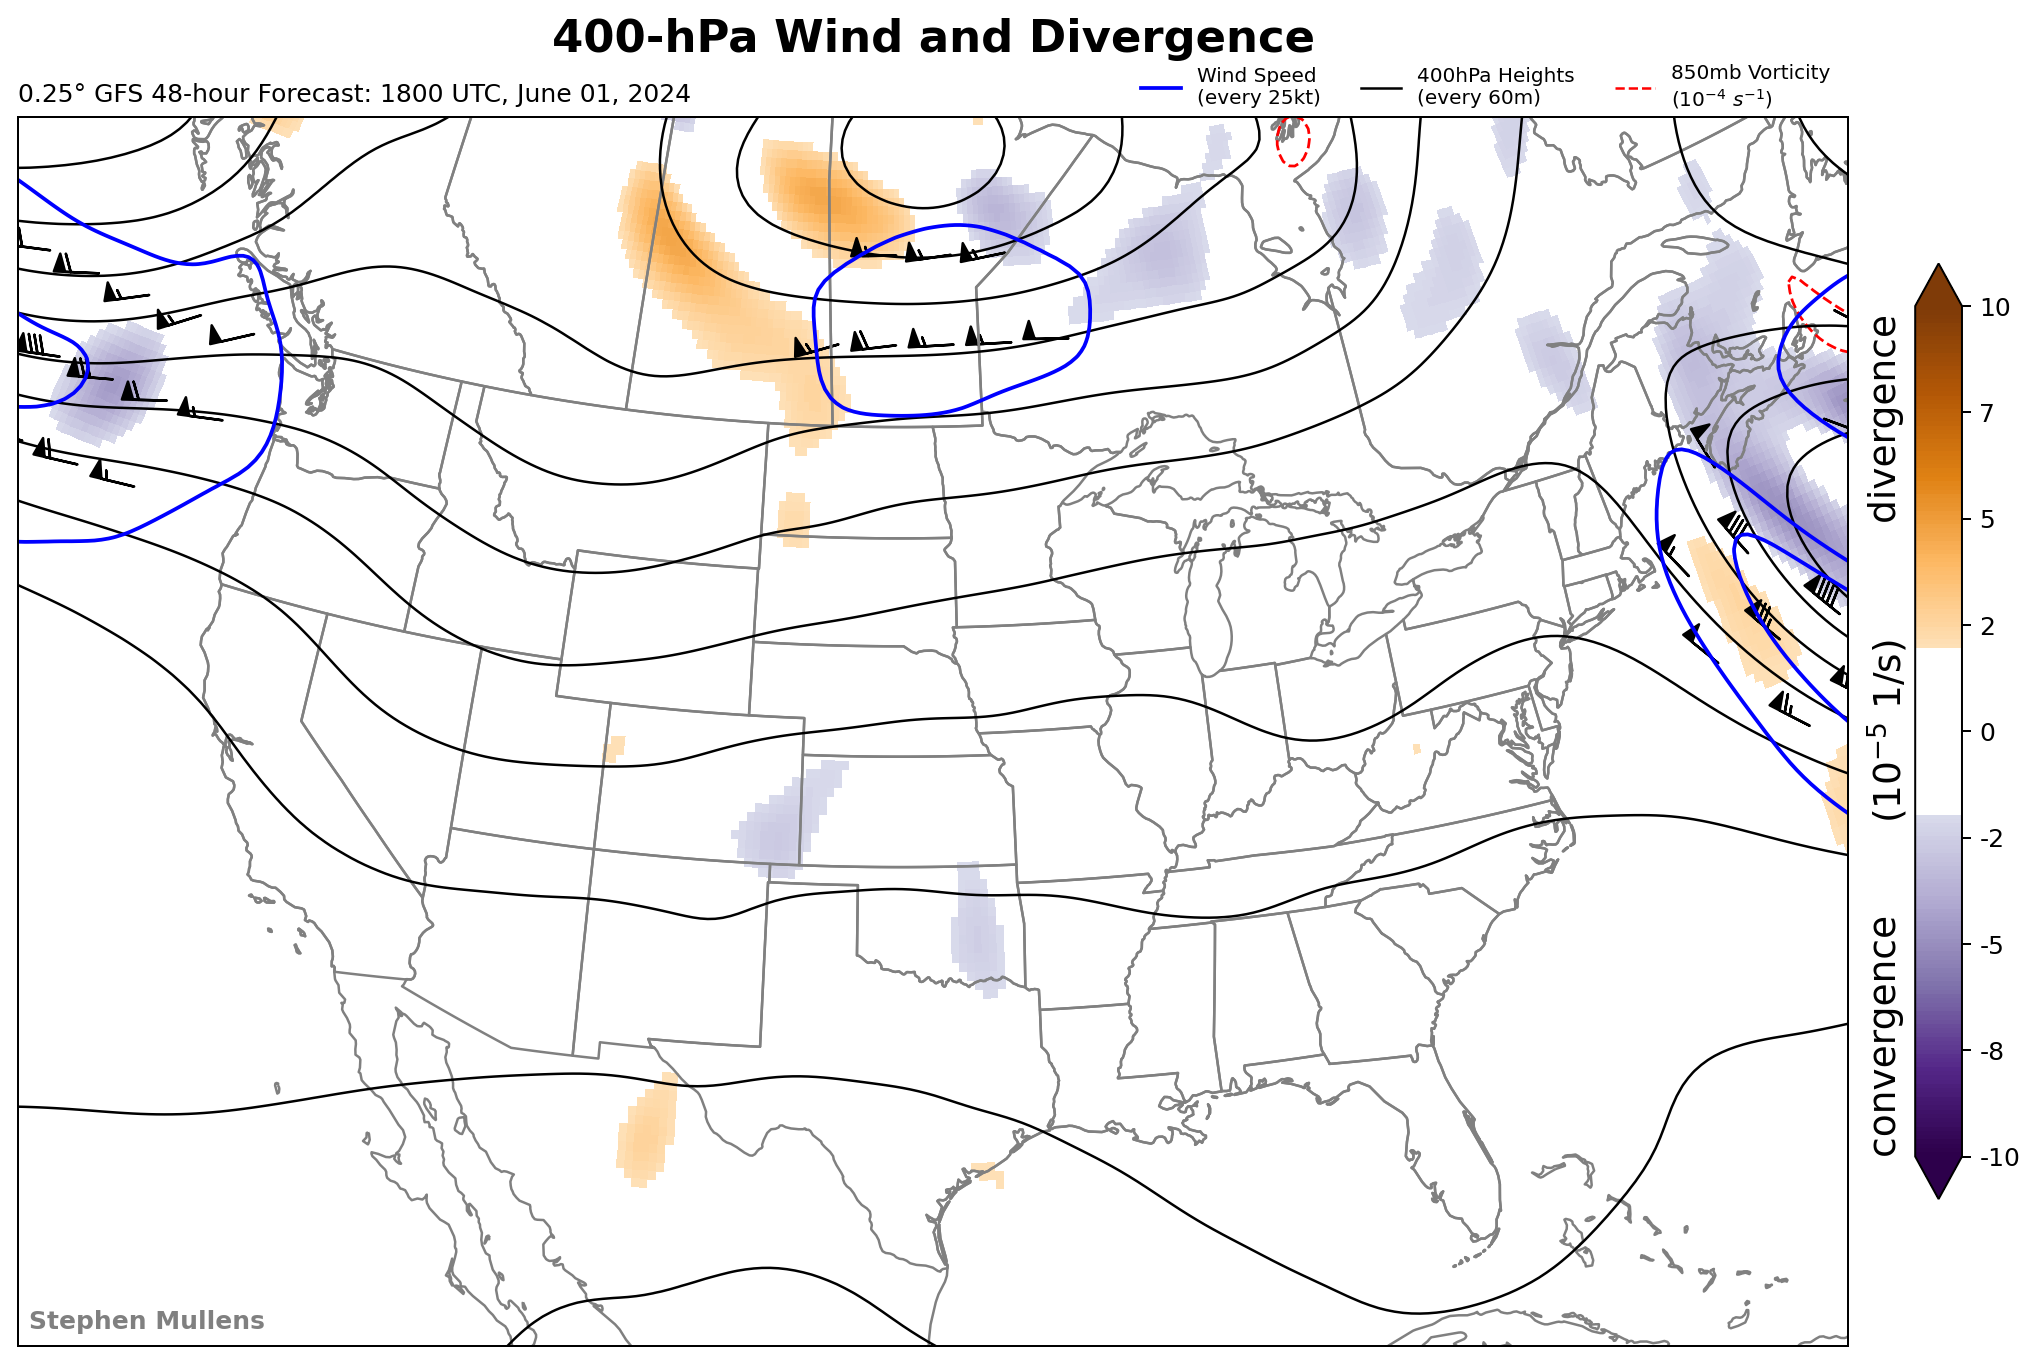 400-hPa Wind and Divergence
0.25° GFS 48-hour Forecast: 1800 UTC, June 01, 2024
Wind Speed
(every 25kt)
400hPa Heights
(every 60m)
850mb Vorticity
(10⁻⁴ s⁻¹)
10
7
5
2
0
-2
-5
-8
-10
convergence (10⁻⁵ 1/s) divergence
Stephen Mullens